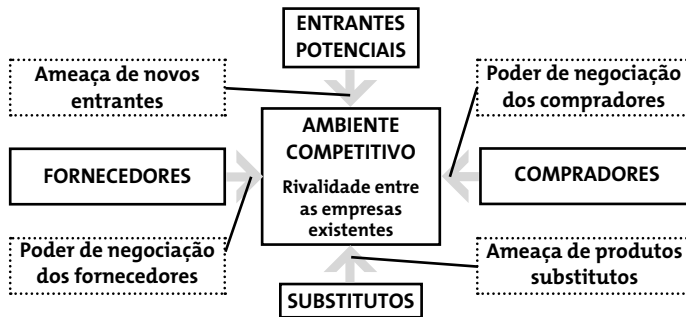 ENTRANTES
POTENCIAIS
Ameaça de novos
entrantes
Poder de negociação
dos compradores
AMBIENTE
COMPETITIVO
Rivalidade entre
as empresas
existentes
FORNECEDORES
COMPRADORES
Poder de negociação
dos fornecedores
Ameaça de produtos
substitutos
SUBSTITUTOS